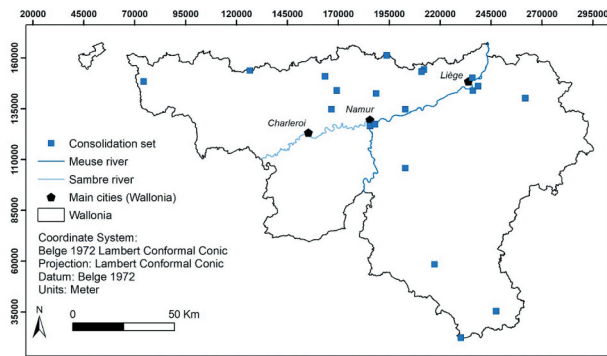 20000 45000 70000 95000 120000 145000 170000 195000 220000 245000 270000 295000
160000
135000
110000
85000
60000
35000
Liège
Namur
Charleroi
Consolidation set
Meuse river
Sambre river
Main cities (Wallonia)
Wallonia
Coordinate System:
Belge 1972 Lambert Conformal Conic
Projection: Lambert Conformal Conic
Datum: Belge 1972
Units: Meter
N
0 50 Km